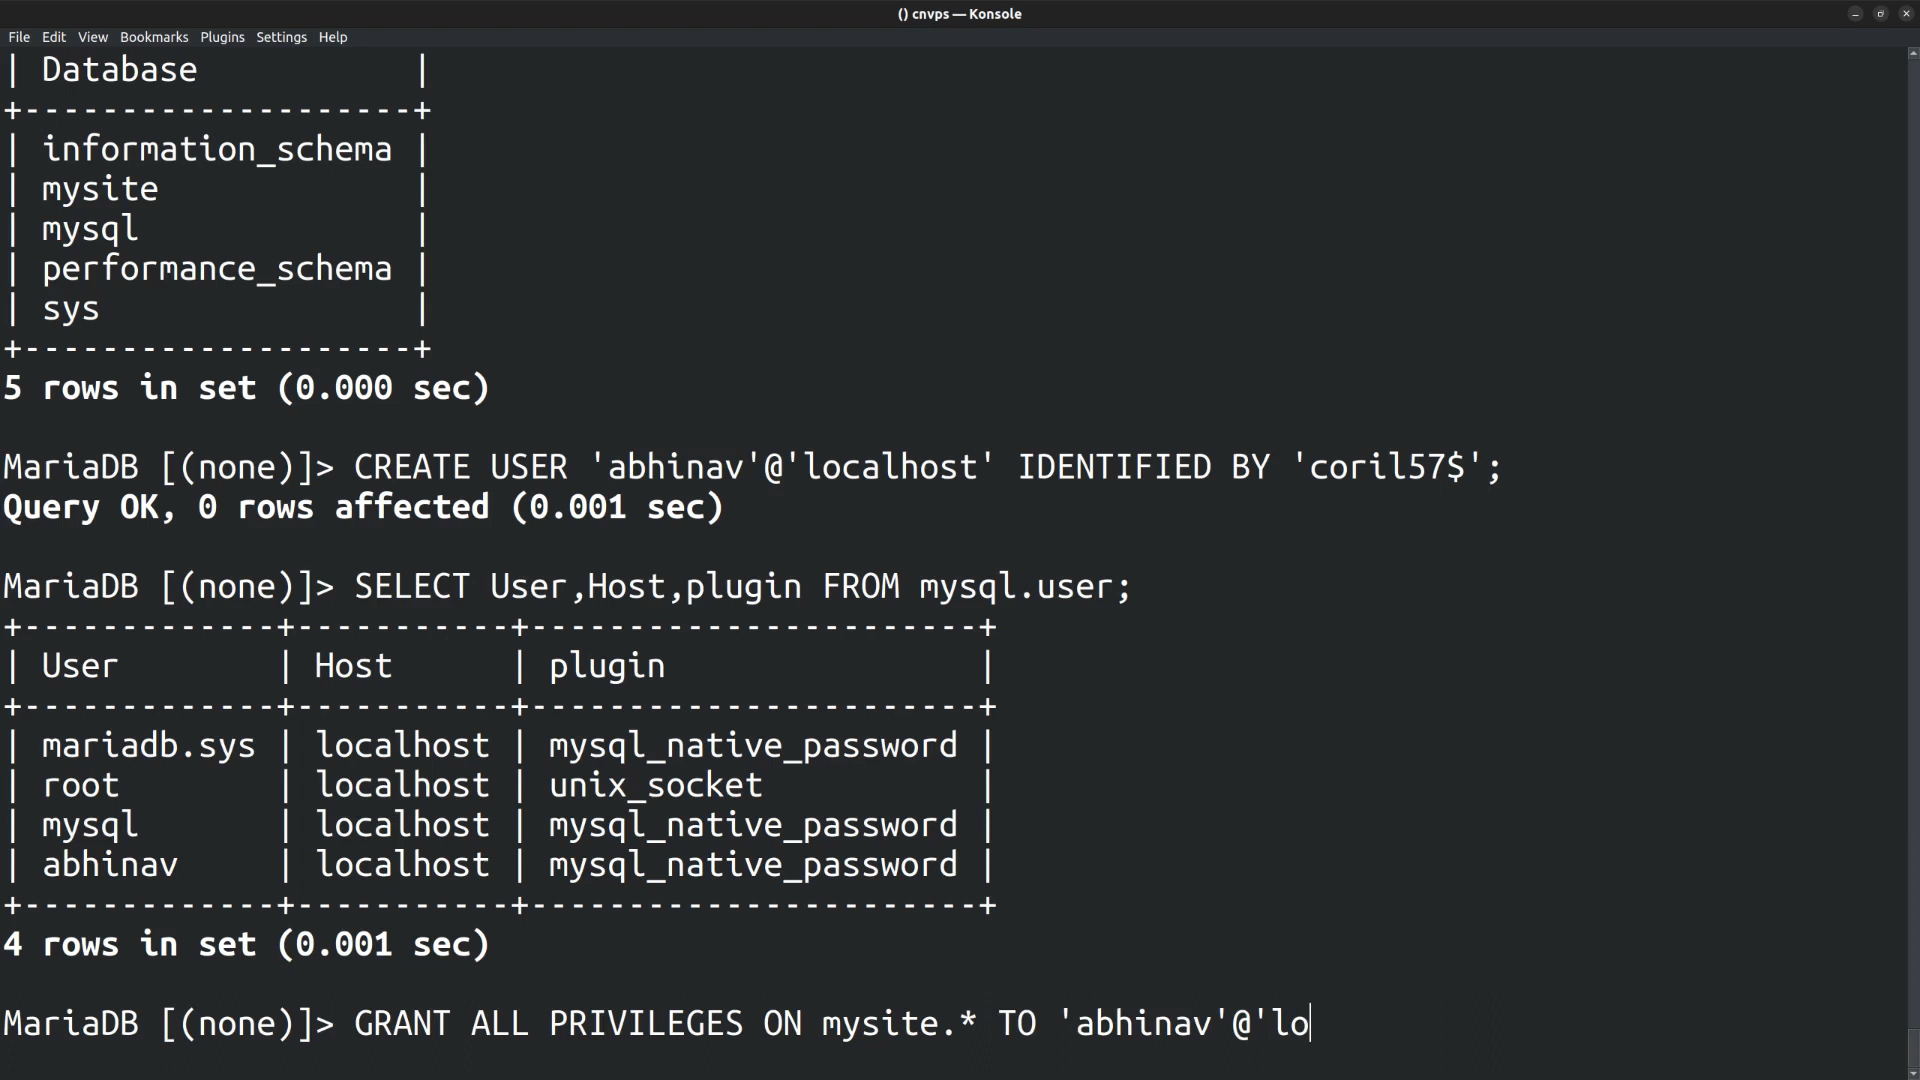 () cnvps — Konsole
File Edit View Bookmarks Plugins Settings Help
| Database           |
+--------------------+
| information_schema |
| mysite             |
| mysql              |
| performance_schema |
| sys                |
+--------------------+
5 rows in set (0.000 sec)
MariaDB [(none)]> CREATE USER 'abhinav'@'localhost' IDENTIFIED BY 'coril57$';
Query OK, 0 rows affected (0.001 sec)
MariaDB [(none)]> SELECT User,Host,plugin FROM mysql.user;
+-------------+-----------+-----------------------+
| User        | Host      | plugin                |
+-------------+-----------+-----------------------+
| mariadb.sys | localhost | mysql_native_password |
| root        | localhost | unix_socket           |
| mysql       | localhost | mysql_native_password |
| abhinav     | localhost | mysql_native_password |
+-------------+-----------+-----------------------+
4 rows in set (0.001 sec)
MariaDB [(none)]> GRANT ALL PRIVILEGES ON mysite.* TO 'abhinav'@'lo